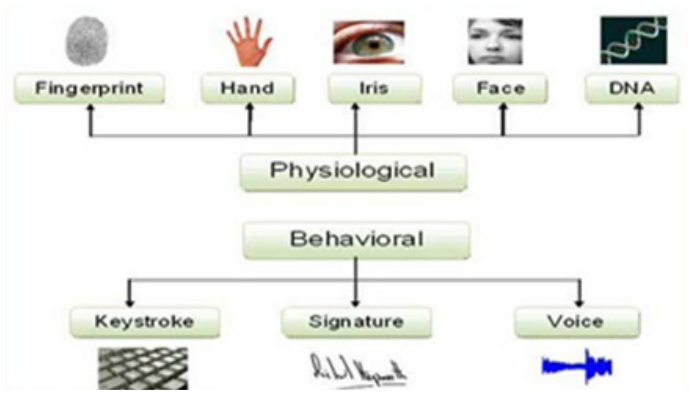 Fingerprint
Hand
Iris
Face
DNA
Physiological
Behavioral
Keystroke
Signature
Voice